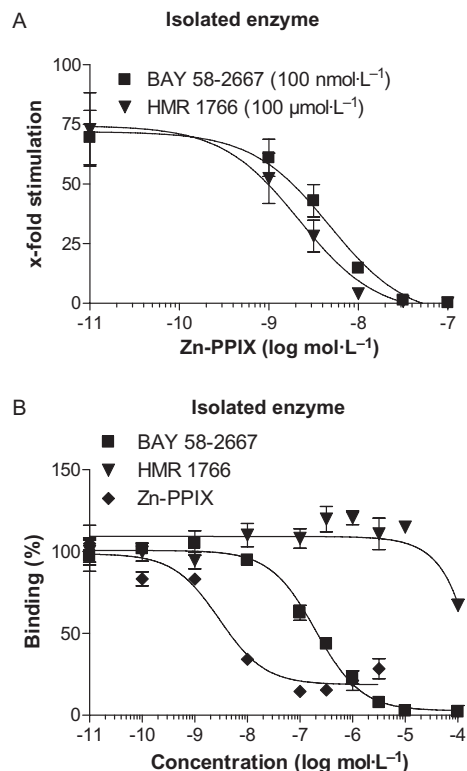 A
Isolated enzyme
BAY 58-2667 (100 nmol·L⁻¹)
HMR 1766 (100 µmol·L⁻¹)
x-fold stimulation
100
75
50
25
0
-11 -10 -9 -8 -7
Zn-PPIX (log mol·L⁻¹)
B
Isolated enzyme
BAY 58-2667
HMR 1766
Zn-PPIX
Binding (%)
150
100
50
0
-11 -10 -9 -8 -7 -6 -5 -4
Concentration (log mol·L⁻¹)